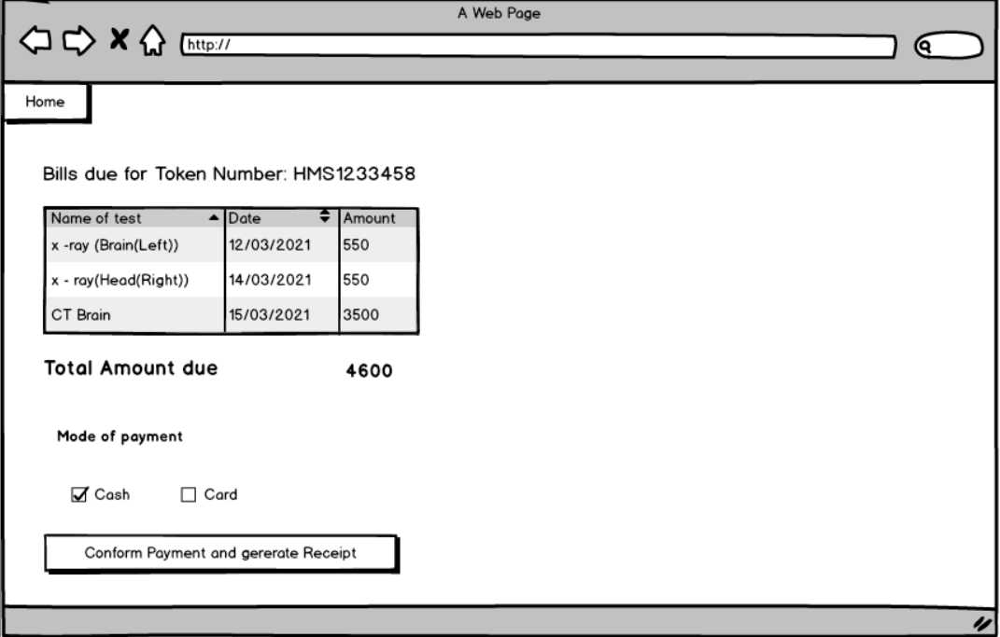 A Web Page
http://
Home
Bills due for Token Number: HMS1233458
Name of test Date Amount
x -ray (Brain(Left)) 12/03/2021 550
x - ray(Head(Right)) 14/03/2021 550
CT Brain 15/03/2021 3500
Total Amount due 4600
Mode of payment
Cash Card
Conform Payment and gererate Receipt